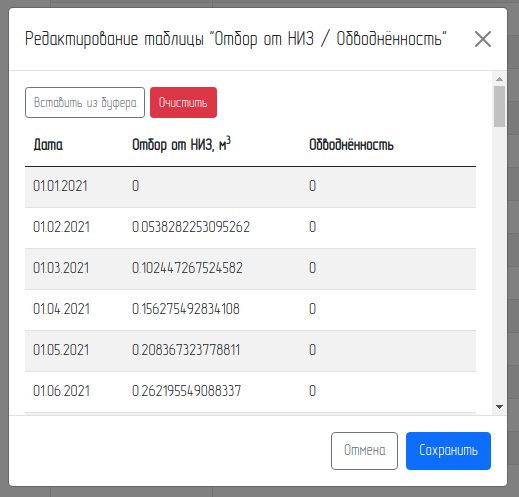 Редактирование таблицы "Отбор от НИЗ / Обводнённость"
Вставить из буфера Очистить
Дата Отбор от НИЗ, м³ Обводнённость
01.01.2021 0 0
01.02.2021 0.0538282253095262 0
01.03.2021 0.102447267524582 0
01.04.2021 0.156275492834108 0
01.05.2021 0.208367323778811 0
01.06.2021 0.262195549088337 0
Отмена Сохранить